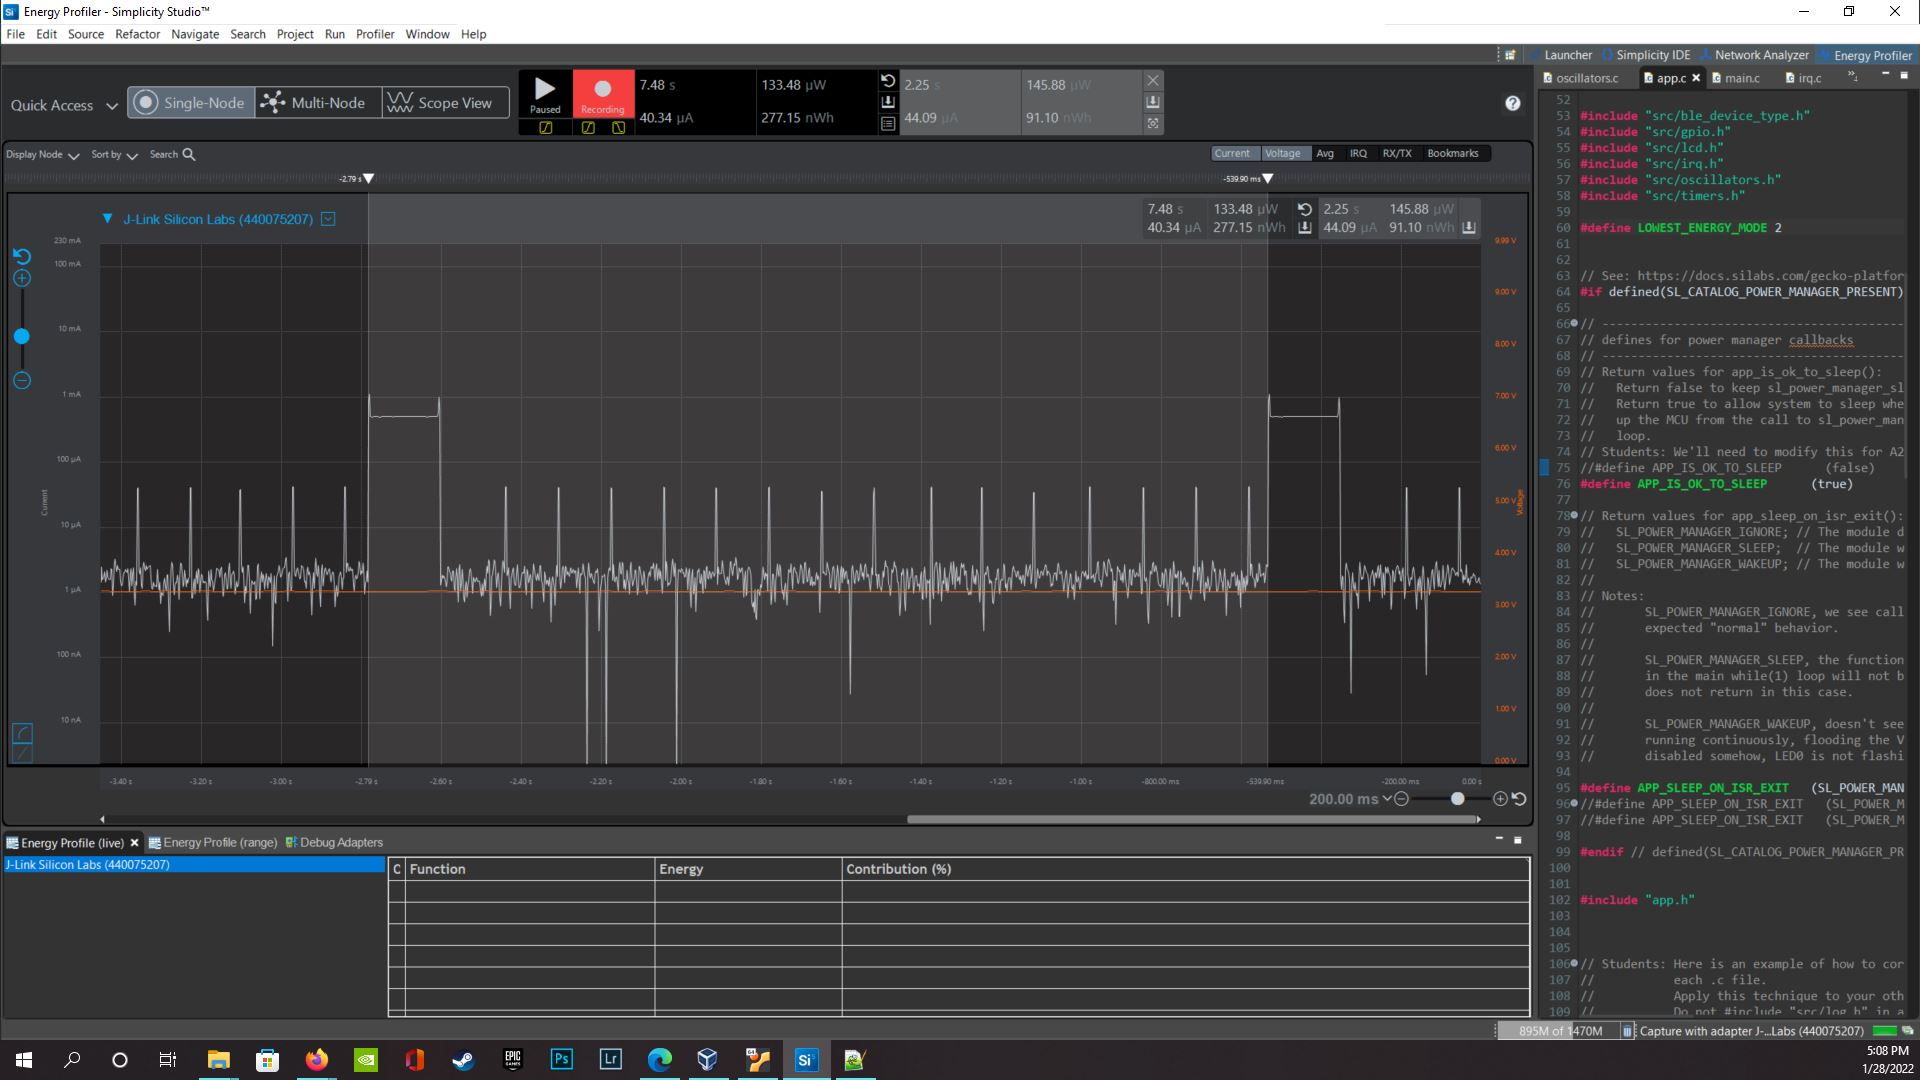 Energy Profiler - Simplicity Studio™
File Edit Source Refactor Navigate Search Project Run Profiler Window Help
Launcher Simplicity IDE Network Analyzer Energy Profiler
Quick Access Single-Node Multi-Node Scope View
Paused Recording
7.48 s 133.48 µW 2.25 s 145.88 µW
40.34 µA 277.15 nWh 44.09 µA 91.10 nWh
Display Node Sort by Search
Current Voltage Avg IRQ RX/TX Bookmarks
-2.79 s -539.90 ms
J-Link Silicon Labs (440075207)
7.48 s 133.48 µW 2.25 s 145.88 µW
40.34 µA 277.15 nWh 44.09 µA 91.10 nWh
230 mA
100 mA
10 mA
1 mA
100 µA
10 µA
1 µA
100 nA
10 nA
Current
9.99 V
9.00 V
8.00 V
7.00 V
6.00 V
5.00 V
4.00 V
3.00 V
2.00 V
1.00 V
0.00 V
Voltage
-3.40 s -3.20 s -3.00 s -2.79 s -2.60 s -2.40 s -2.20 s -2.00 s -1.80 s -1.60 s -1.40 s -1.20 s -1.00 s -800.00 ms -539.90 ms -200.00 ms 0.00 s
200.00 ms
Energy Profile (live) Energy Profile (range) Debug Adapters
J-Link Silicon Labs (440075207)
C Function Energy Contribution (%)
oscillators.c app.c main.c irq.c
52
53 #include "src/ble_device_type.h"
54 #include "src/gpio.h"
55 #include "src/lcd.h"
56 #include "src/irq.h"
57 #include "src/oscillators.h"
58 #include "src/timers.h"
59
60 #define LOWEST_ENERGY_MODE 2
61
62
63 // See: https://docs.silabs.com/gecko-platfor
64 #if defined(SL_CATALOG_POWER_MANAGER_PRESENT)
65
66 // ------------------------------------------
67 // defines for power manager callbacks
68 // ------------------------------------------
69 // Return values for app_is_ok_to_sleep():
70 // Return false to keep sl_power_manager_sl
71 // Return true to allow system to sleep whe
72 // up the MCU from the call to sl_power_man
73 // loop.
74 // Students: We'll need to modify this for A2
75 //#define APP_IS_OK_TO_SLEEP (false)
76 #define APP_IS_OK_TO_SLEEP (true)
77
78 // Return values for app_sleep_on_isr_exit():
79 // SL_POWER_MANAGER_IGNORE; // The module d
80 // SL_POWER_MANAGER_SLEEP; // The module w
81 // SL_POWER_MANAGER_WAKEUP; // The module w
82 //
83 // Notes:
84 // SL_POWER_MANAGER_IGNORE, we see call
85 // expected "normal" behavior.
86 //
87 // SL_POWER_MANAGER_SLEEP, the function
88 // in the main while(1) loop will not b
89 // does not return in this case.
90 //
91 // SL_POWER_MANAGER_WAKEUP, doesn't see
92 // running continuously, flooding the V
93 // disabled somehow, LED0 is not flashi
94
95 #define APP_SLEEP_ON_ISR_EXIT (SL_POWER_MAN
96 //#define APP_SLEEP_ON_ISR_EXIT (SL_POWER_M
97 //#define APP_SLEEP_ON_ISR_EXIT (SL_POWER_M
98
99 #endif // defined(SL_CATALOG_POWER_MANAGER_PR
100
101
102 #include "app.h"
103
104
105
106 // Students: Here is an example of how to cor
107 // each .c file.
108 // Apply this technique to your oth
109 // Do not #include "src/log.h" in a
895M of 1470M Capture with adapter J-...Labs (440075207)
EPIC GAMES Ps Lr Si
5:08 PM
1/28/2022